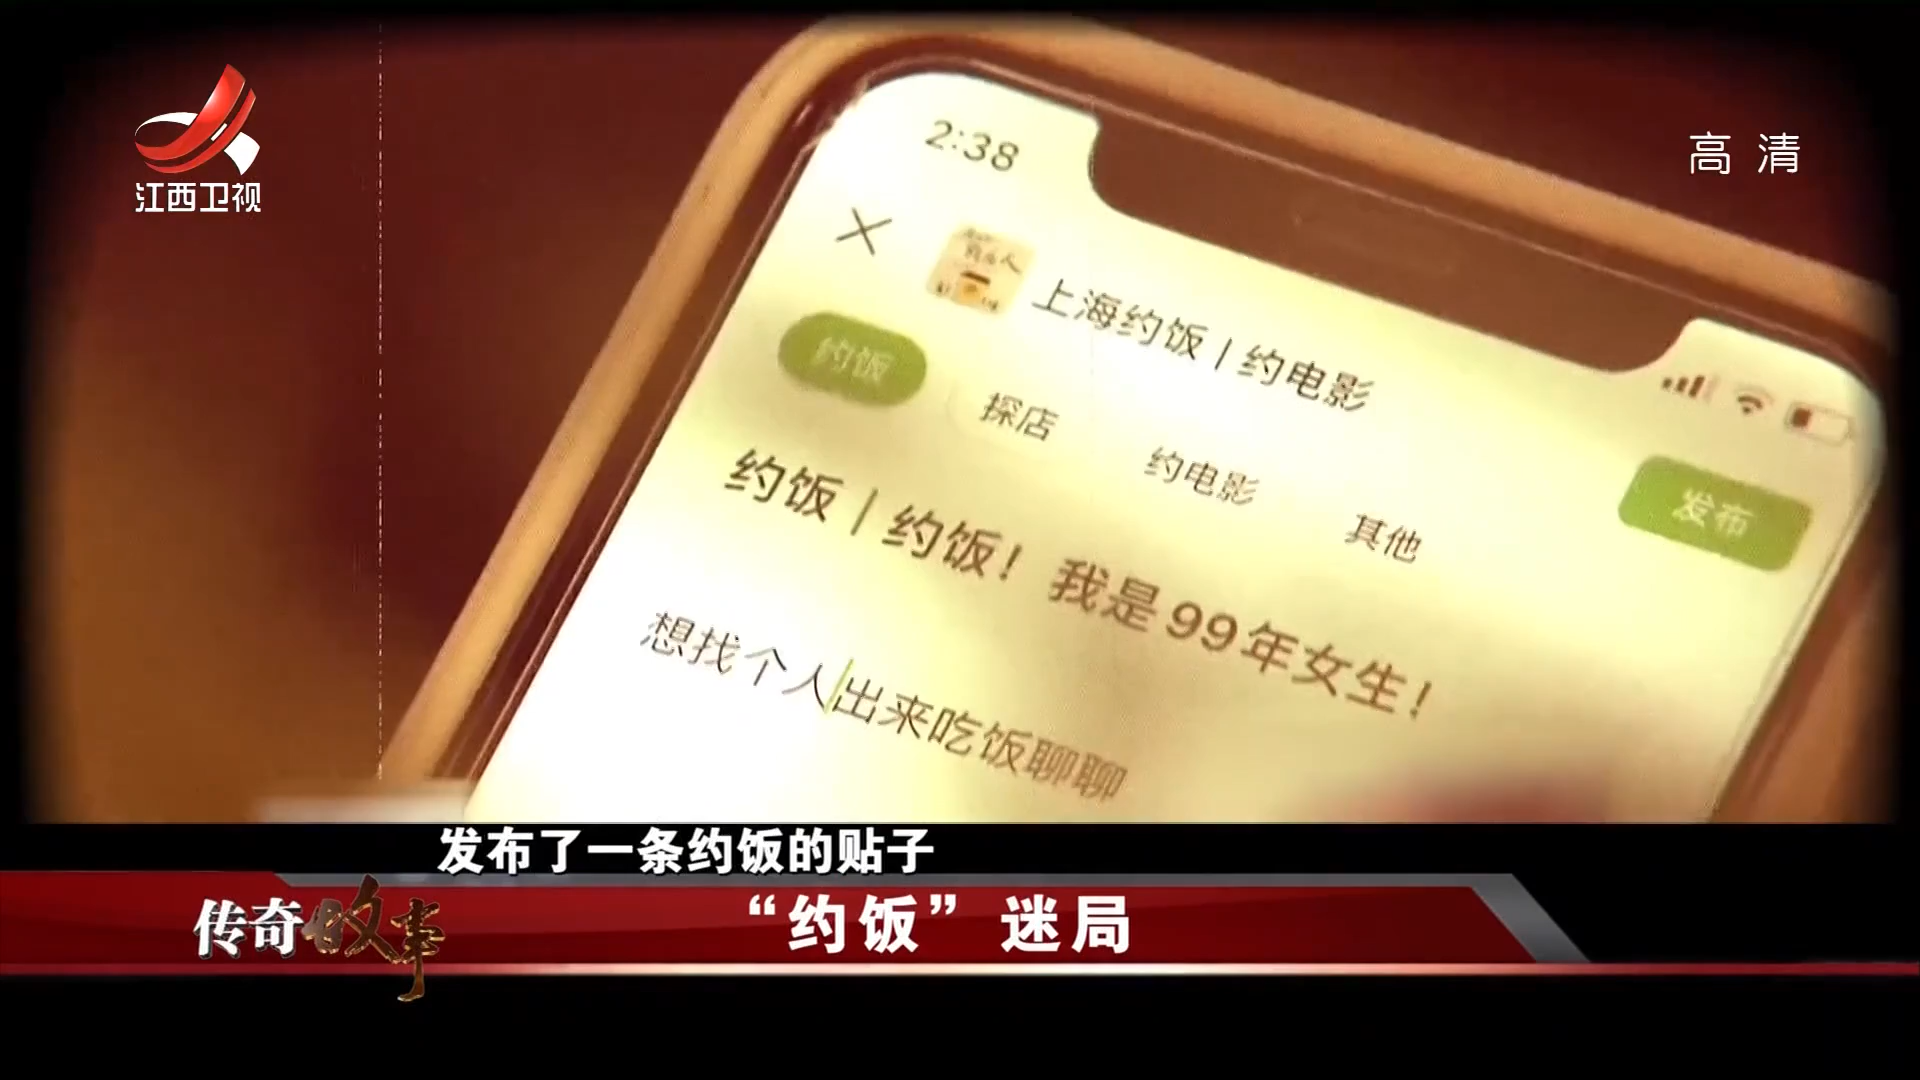 江西卫视
高清
2:38
上海约饭|约电影
约饭
探店
约电影
其他
发布
约饭|约饭！我是99年女生！
想找个人出来吃饭聊聊
发布了一条约饭的贴子
传奇故事
“约饭”迷局